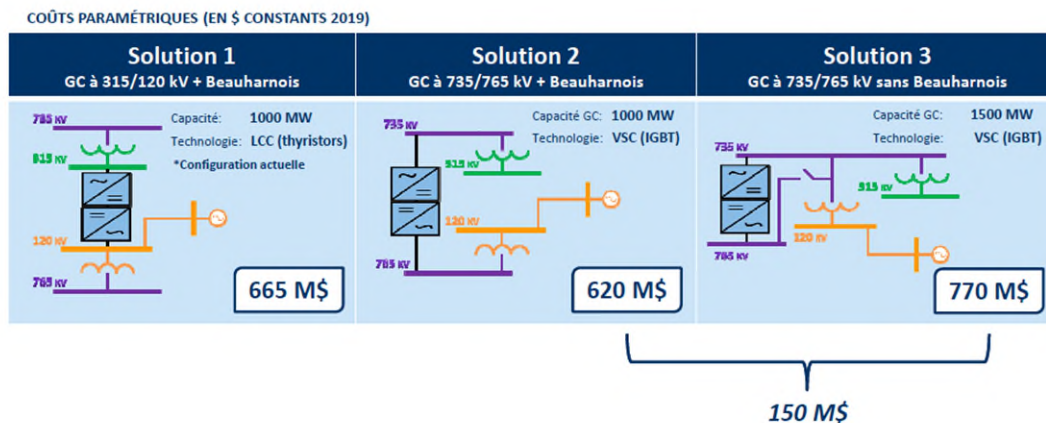 COÛTS PARAMÉTRIQUES (EN $ CONSTANTS 2019)
Solution 1
GC à 315/120 kV + Beauharnois
Capacité: 1000 MW
Technologie: LCC (thyristors)
*Configuration actuelle
735 KV
315 KV
120 KV
765 KV
665 M$
Solution 2
GC à 735/765 kV + Beauharnois
Capacité GC: 1000 MW
Technologie: VSC (IGBT)
735 KV
315 KV
120 KV
765 KV
620 M$
Solution 3
GC à 735/765 kV sans Beauharnois
Capacité GC: 1500 MW
Technologie: VSC (IGBT)
735 KV
315 KV
120 KV
765 KV
770 M$
150 M$